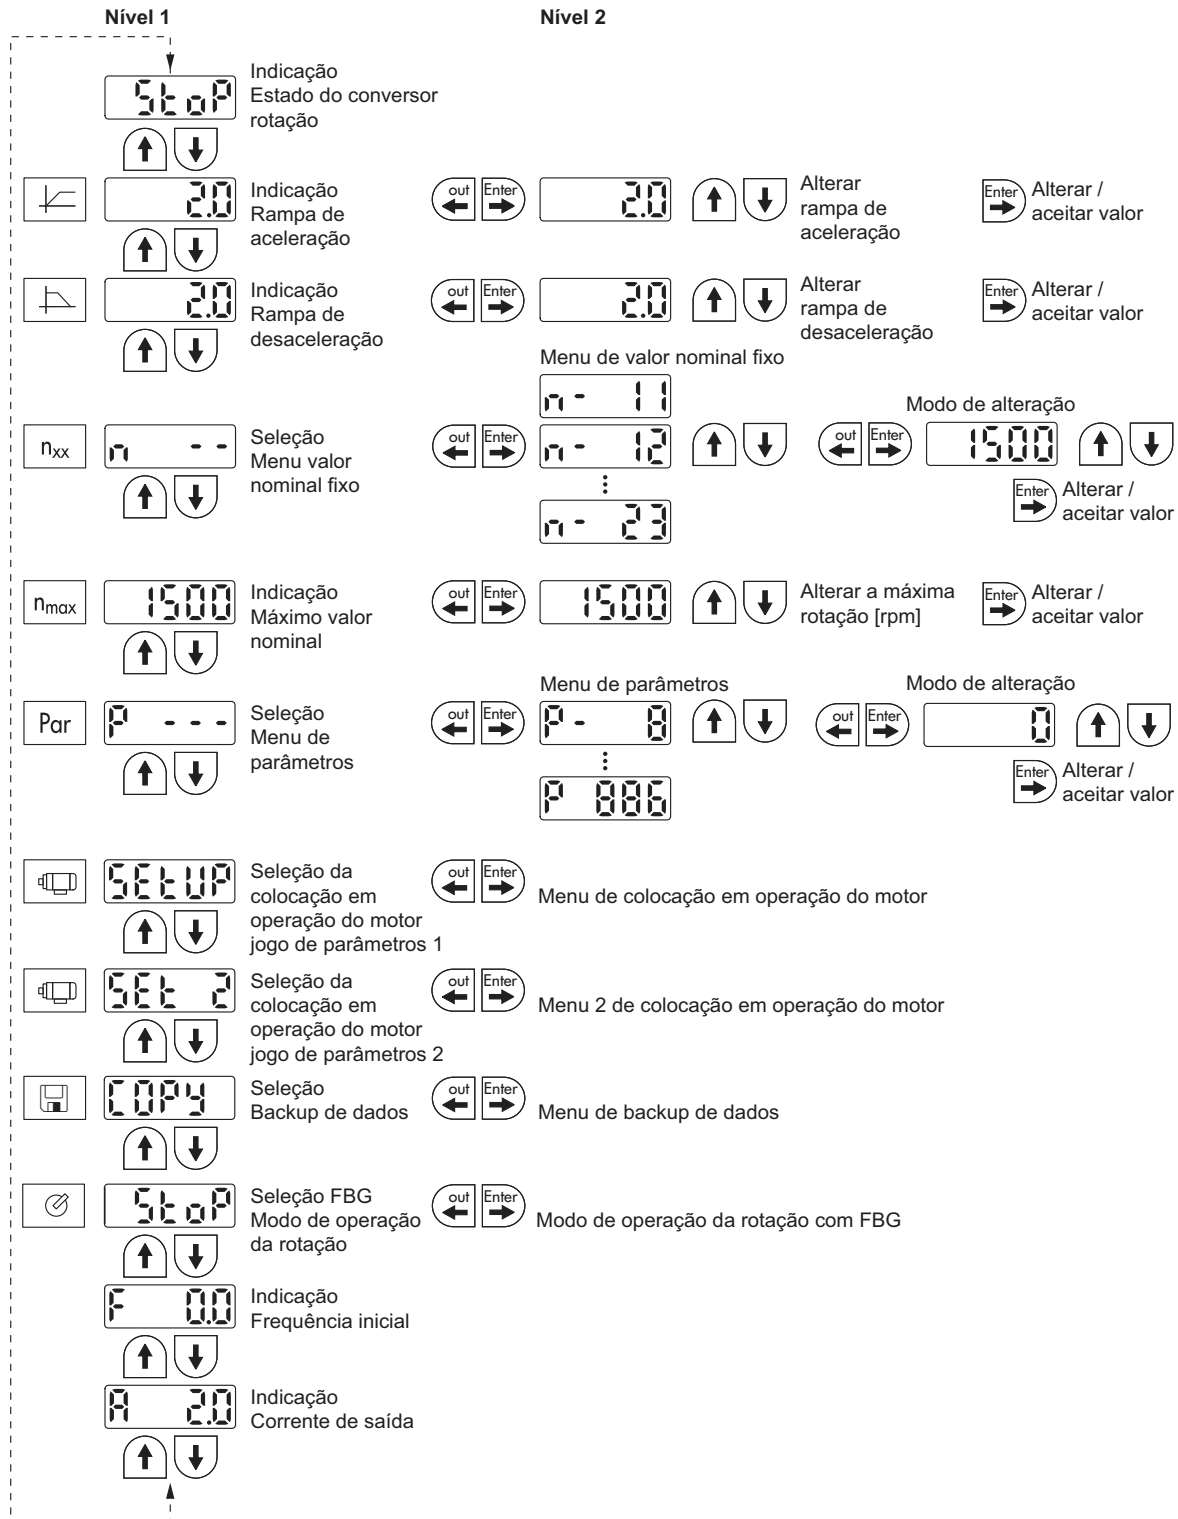 Nível 1 Nível 2
Indicação
Estado do conversor
rotação
StoP
2.0
Indicação
Rampa de
aceleração
out Enter
2.0
Alterar
rampa de
aceleração
Enter
Alterar /
aceitar valor
2.0
Indicação
Rampa de
desaceleração
out Enter
2.0
Alterar
rampa de
desaceleração
Enter
Alterar /
aceitar valor
Menu de valor nominal fixo
n- 11
nxx
n --
Seleção
Menu valor
nominal fixo
out Enter
n- 12
n- 23
Modo de alteração
out Enter
1500
Enter
Alterar /
aceitar valor
nmax
1500
Indicação
Máximo valor
nominal
out Enter
1500
Alterar a máxima
rotação [rpm]
Enter
Alterar /
aceitar valor
Par
P ---
Seleção
Menu de
parâmetros
out Enter
Menu de parâmetros
P- 8
P 886
Modo de alteração
out Enter
0
Enter
Alterar /
aceitar valor
SEtUP
Seleção da
colocação em
operação do motor
jogo de parâmetros 1
out Enter
Menu de colocação em operação do motor
SEt 2
Seleção da
colocação em
operação do motor
jogo de parâmetros 2
out Enter
Menu 2 de colocação em operação do motor
COPY
Seleção
Backup de dados
out Enter
Menu de backup de dados
StoP
Seleção FBG
Modo de operação
da rotação
out Enter
Modo de operação da rotação com FBG
F 0.0
Indicação
Frequência inicial
A 2.0
Indicação
Corrente de saída